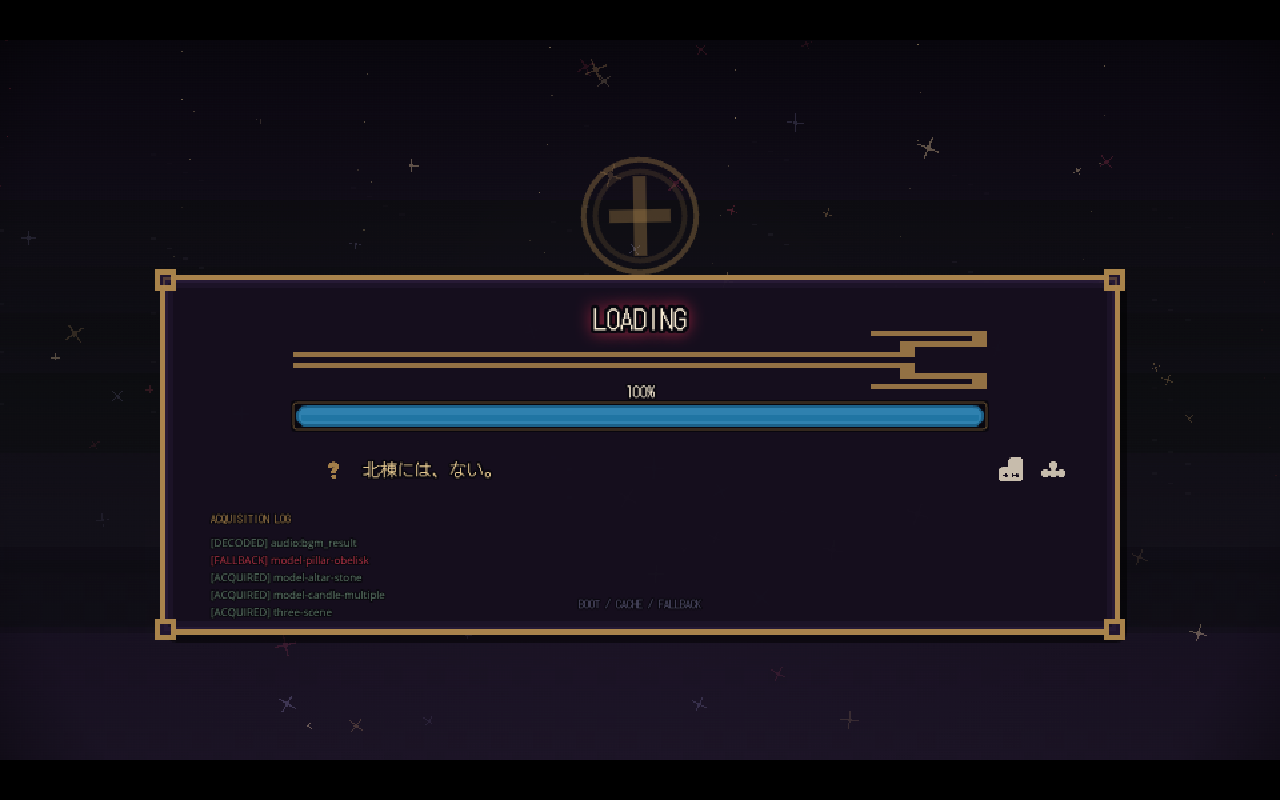 LOADING
100%
? 北棟には、ない。
ACQUISITION LOG
[DECODED] audio:bgm_result
[FALLBACK] model-pillar-obelisk
[ACQUIRED] model-altar-stone
[ACQUIRED] model-candle-multiple
[ACQUIRED] three-scene
BOOT / CACHE / FALLBACK